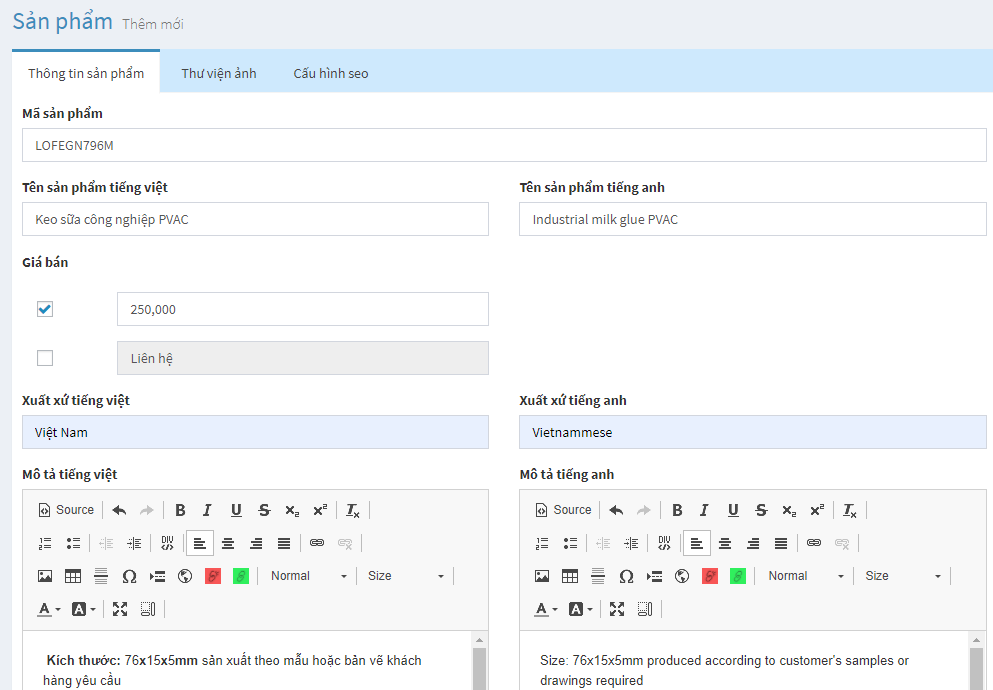 Sản phẩm Thêm mới
Thông tin sản phẩm Thư viện ảnh Cấu hình seo
Mã sản phẩm
LOFEGN796M
Tên sản phẩm tiếng việt Tên sản phẩm tiếng anh
Keo sữa công nghiệp PVAC Industrial milk glue PVAC
Giá bán
250,000
Liên hệ
Xuất xứ tiếng việt Xuất xứ tiếng anh
Việt Nam Vietnammese
Mô tả tiếng việt Mô tả tiếng anh
Source B I U S x₂ x² Tx Source B I U S x₂ x² Tx
DIV DIV
Ω Normal Size Ω Normal Size
A A A A
Kích thước: 76x15x5mm sản xuất theo mẫu hoặc bản vẽ khách
hàng yêu cầu
Size: 76x15x5mm produced according to customer's samples or
drawings required